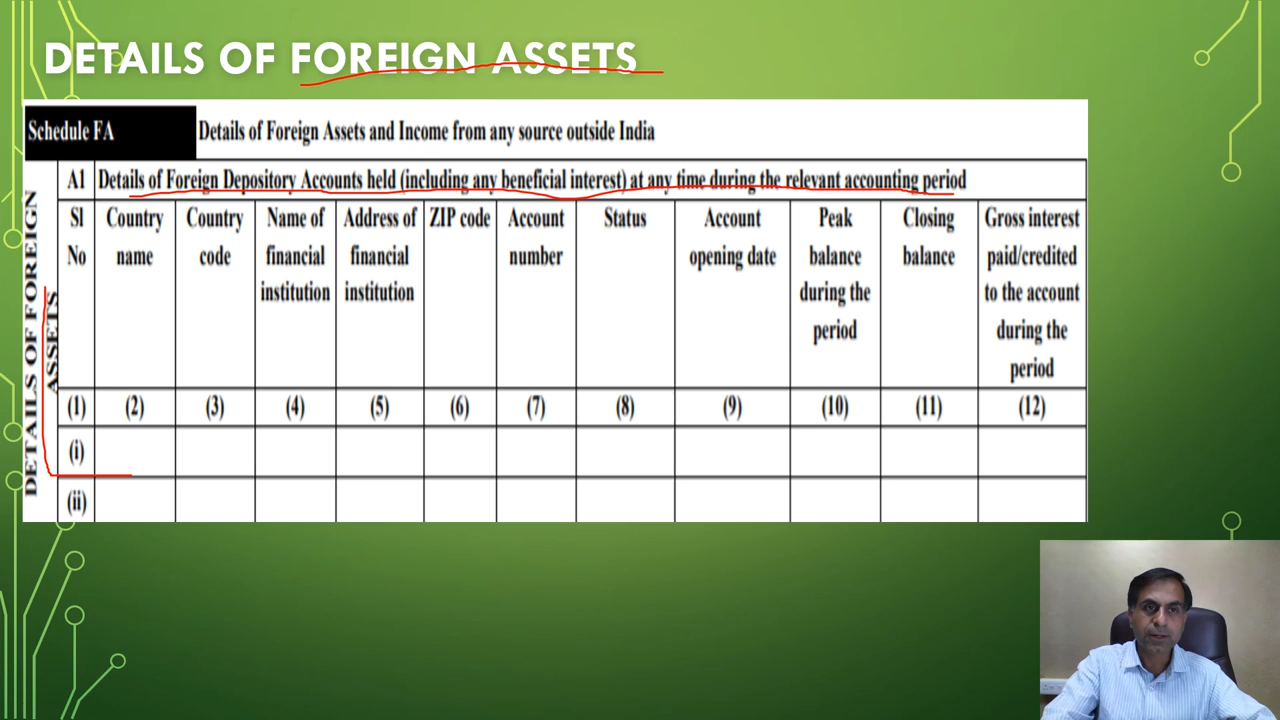 DETAILS OF FOREIGN ASSETS
Schedule FA
Details of Foreign Assets and Income from any source outside India
DETAILS OF FOREIGN
ASSETS
A1
Details of Foreign Depository Accounts held (including any beneficial interest) at any time during the relevant accounting period
Sl
No
Country
name
Country
code
Name of
financial
institution
Address of
financial
institution
ZIP code
Account
number
Status
Account
opening date
Peak
balance
during the
period
Closing
balance
Gross interest
paid/credited
to the account
during the
period
(1) (2) (3) (4) (5) (6) (7) (8) (9) (10) (11) (12)
(i)
(ii)